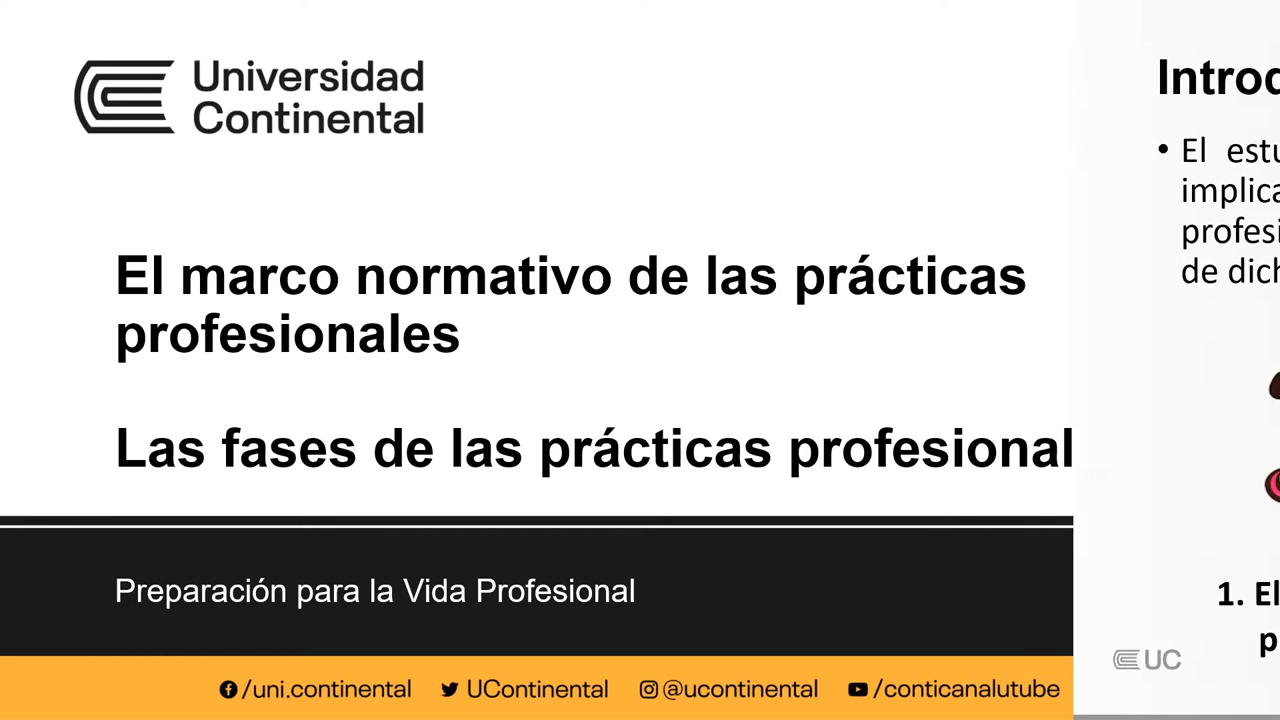 Universidad
Continental
El marco normativo de las prácticas
profesionales
Las fases de las prácticas profesional
Preparación para la Vida Profesional
/uni.continental UContinental @ucontinental /conticanalutube
Introd
• El estu
implica
profesi
de dich
1. El
p
UC